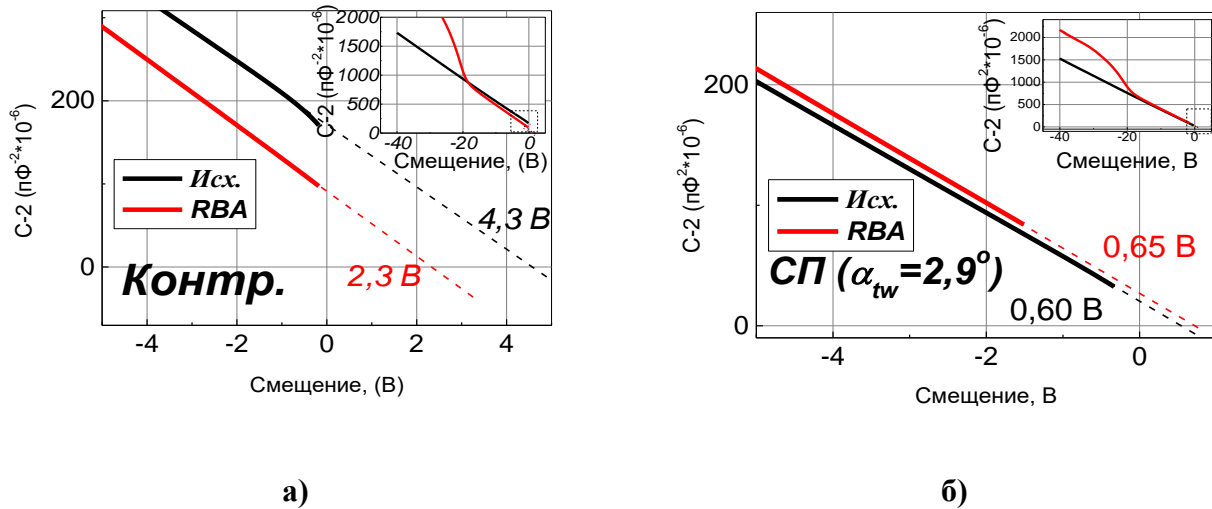 2000
1500
1000
500
0
-40
-20
0
С-2 (пФ⁻²*10⁻⁶)
Смещение, (В)
200
0
С-2 (пФ⁻²*10⁻⁶)
Исх.
RBA
4,3 В
2,3 В
Контр.
-4
-2
0
2
4
Смещение, (В)
а)
2000
1500
1000
500
0
-40
-20
0
С-2 (пФ²*10⁻⁶)
Смещение, В
200
0
С-2 (пФ²*10⁻⁶)
Исх.
RBA
0,65 В
СП (αtw=2,9°)
0,60 В
-4
-2
0
Смещение, В
б)